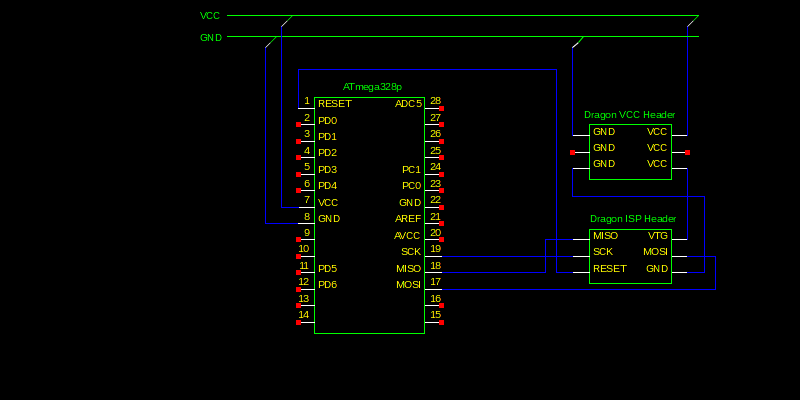 VCC
GND
ATmega328p
1 RESET ADC5 28
2 PD0 27
3 PD1 26
4 PD2 25
5 PD3 PC1 24
6 PD4 PC0 23
7 VCC GND 22
8 GND AREF 21
9 AVCC 20
10 SCK 19
11 PD5 MISO 18
12 PD6 MOSI 17
13 16
14 15
Dragon VCC Header
GND VCC
GND VCC
GND VCC
Dragon ISP Header
MISO VTG
SCK MOSI
RESET GND